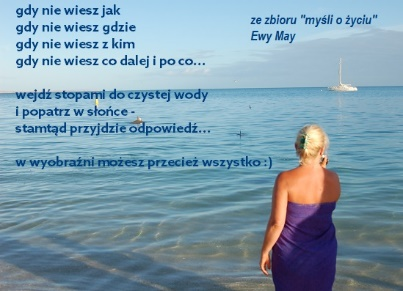 gdy nie wiesz jak
gdy nie wiesz gdzie
gdy nie wiesz z kim
gdy nie wiesz co dalej i po co...
wejdź stopami do czystej wody
i popatrz w słońce -
stamtąd przyjdzie odpowiedź...
w wyobraźni możesz przecież wszystko :)
ze zbioru "myśli o życiu"
Ewy May